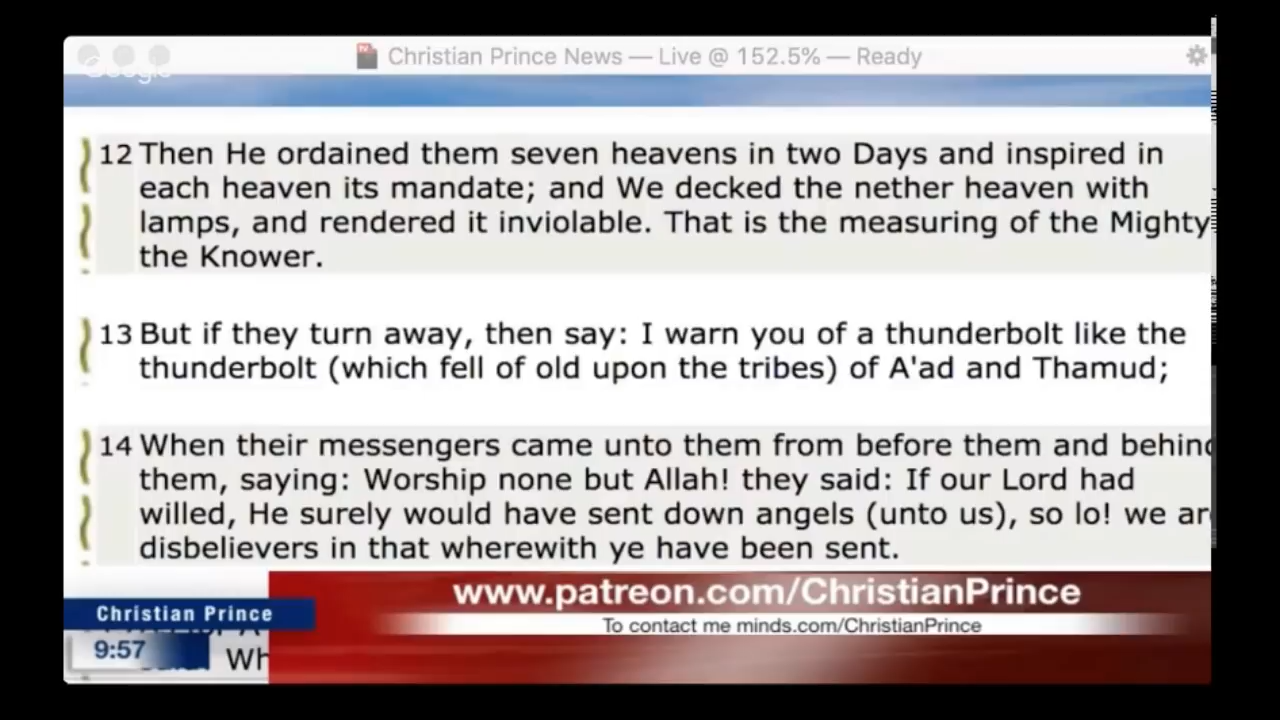 Christian Prince News — Live @ 152.5% — Ready
Google
12 Then He ordained them seven heavens in two Days and inspired in
each heaven its mandate; and We decked the nether heaven with
lamps, and rendered it inviolable. That is the measuring of the Mighty
the Knower.
13 But if they turn away, then say: I warn you of a thunderbolt like the
thunderbolt (which fell of old upon the tribes) of A'ad and Thamud;
14 When their messengers came unto them from before them and behind
them, saying: Worship none but Allah! they said: If our Lord had
willed, He surely would have sent down angels (unto us), so lo! we are
disbelievers in that wherewith ye have been sent.
www.patreon.com/ChristianPrince
Christian Prince
To contact me minds.com/ChristianPrince
9:57